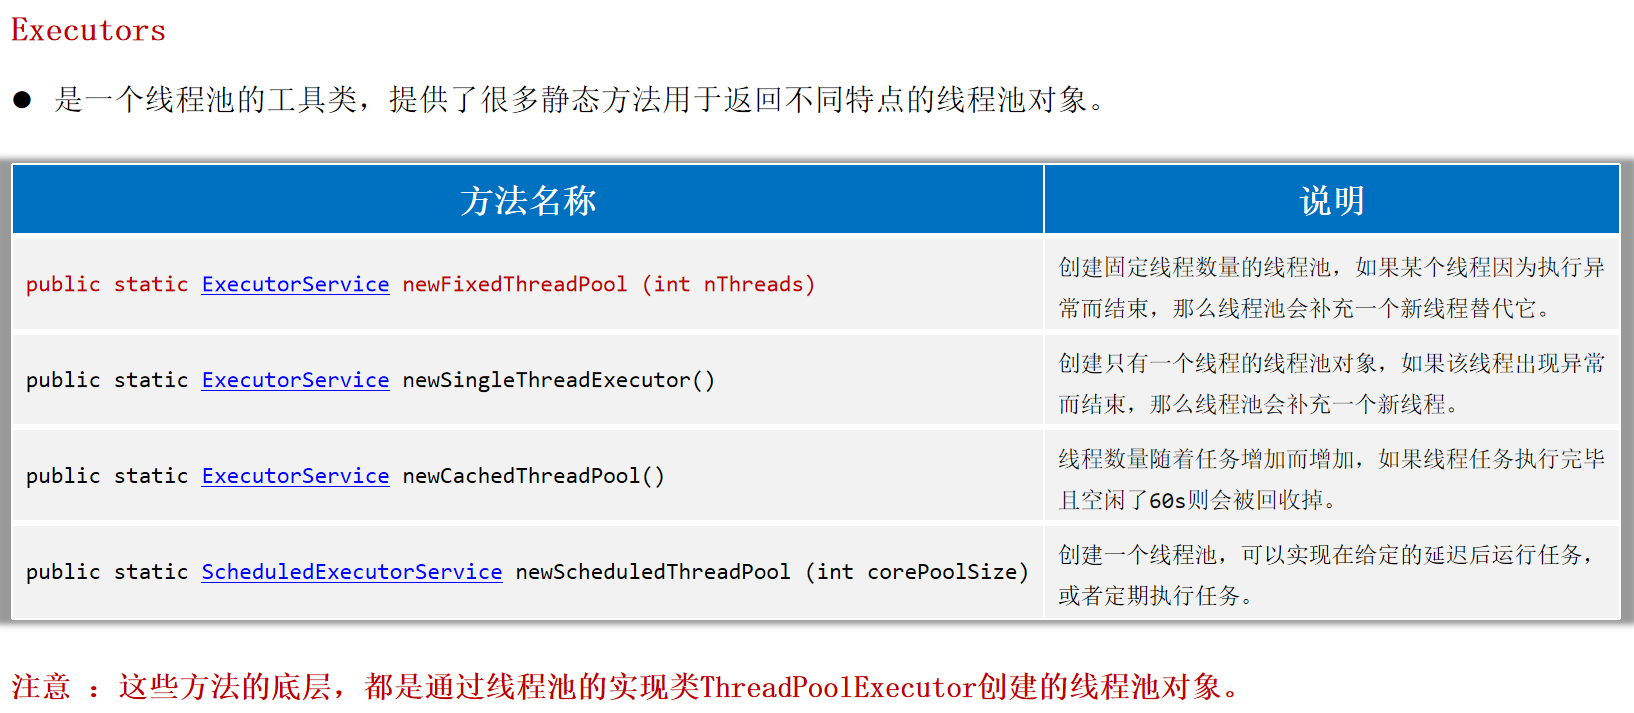 Executors
● 是一个线程池的工具类，提供了很多静态方法用于返回不同特点的线程池对象。
方法名称
说明
public static ExecutorService newFixedThreadPool (int nThreads)
创建固定线程数量的线程池，如果某个线程因为执行异
常而结束，那么线程池会补充一个新线程替代它。
public static ExecutorService newSingleThreadExecutor()
创建只有一个线程的线程池对象，如果该线程出现异常
而结束，那么线程池会补充一个新线程。
public static ExecutorService newCachedThreadPool()
线程数量随着任务增加而增加，如果线程任务执行完毕
且空闲了60s则会被回收掉。
public static ScheduledExecutorService newScheduledThreadPool (int corePoolSize)
创建一个线程池，可以实现在给定的延迟后运行任务，
或者定期执行任务。
注意 ：这些方法的底层，都是通过线程池的实现类ThreadPoolExecutor创建的线程池对象。